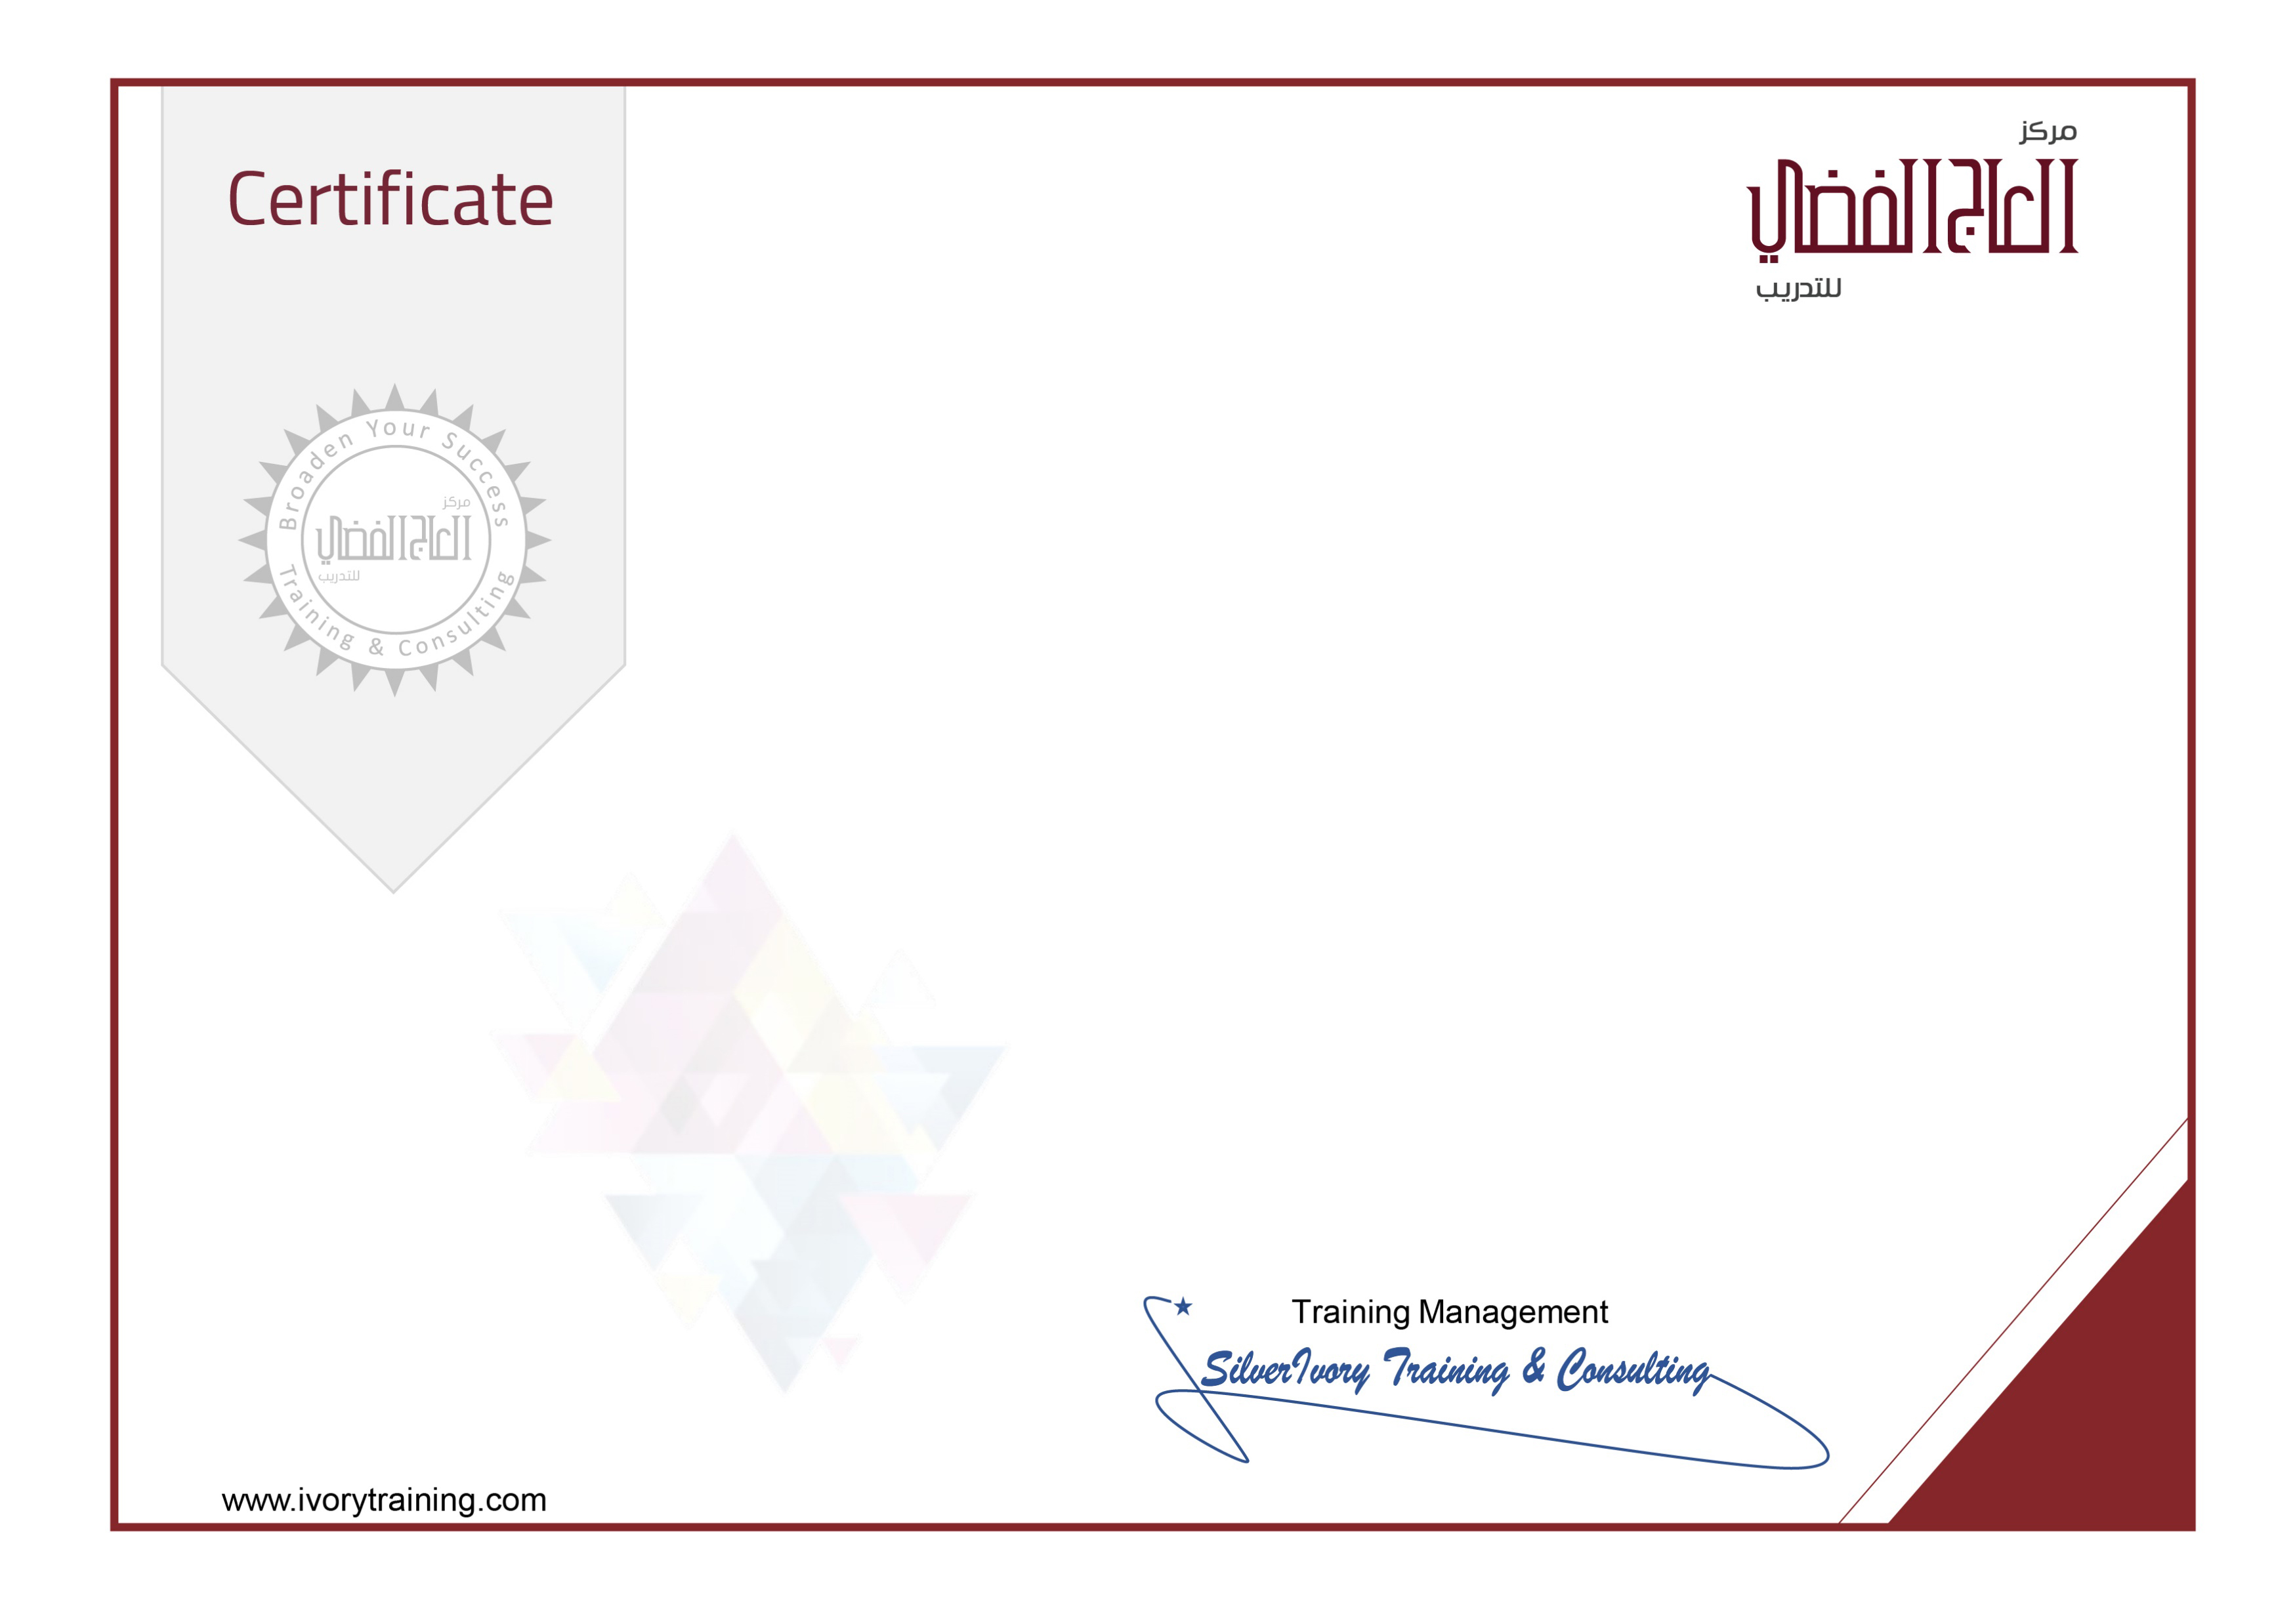 Certificate
مركز
العاج الفضي
للتدريب
Broaden Your Success
مركز
العاج الفضي
للتدريب
Training & Consulting
Training Management
SilverIvory Training & Consulting
www.ivorytraining.com